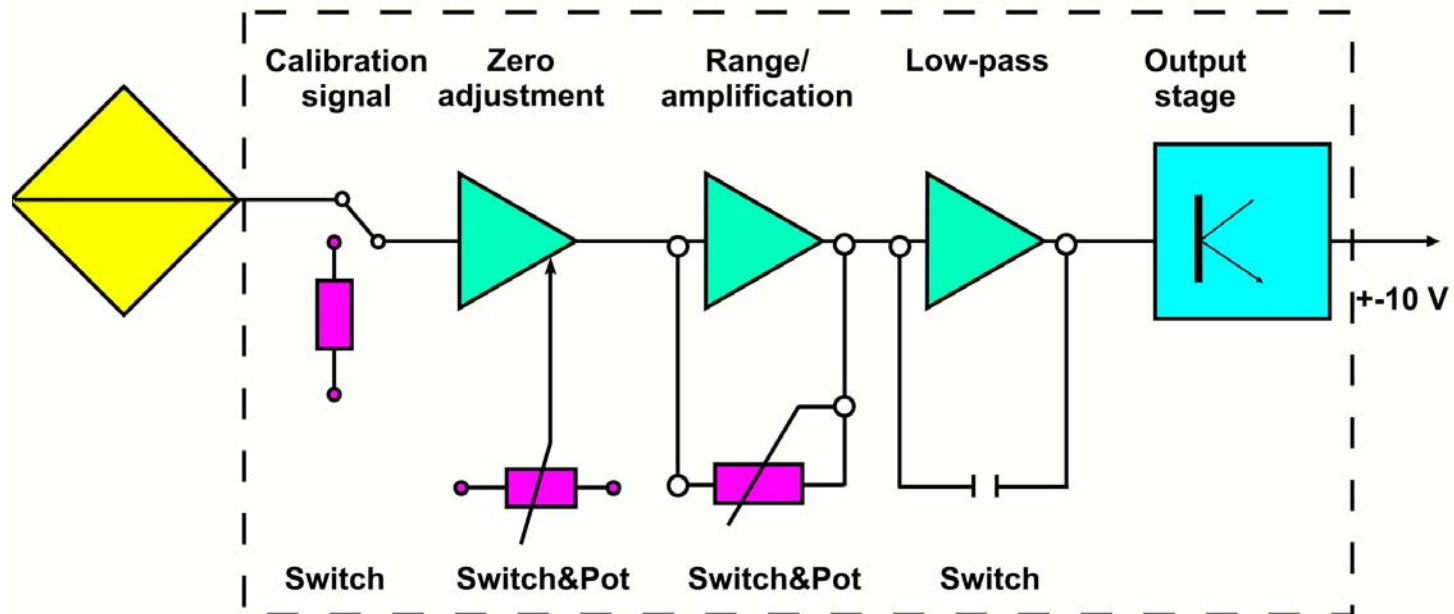 Calibration
signal
Zero
adjustment
Range/
amplification
Low-pass
Output
stage
+-10 V
Switch
Switch&Pot
Switch&Pot
Switch